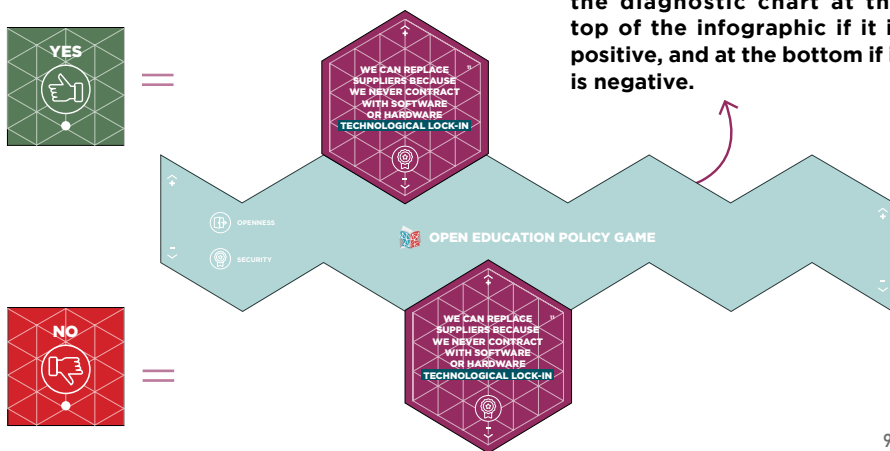 the diagnostic chart at th
top of the infographic if it i
positive, and at the bottom if i
is negative.
YES
WE CAN REPLACE
SUPPLIERS BECAUSE
WE NEVER CONTRACT
WITH SOFTWARE
OR HARDWARE
TECHNOLOGICAL LOCK-IN
OPENNESS
SECURITY
OPEN EDUCATION POLICY GAME
NO
WE CAN REPLACE
SUPPLIERS BECAUSE
WE NEVER CONTRACT
WITH SOFTWARE
OR HARDWARE
TECHNOLOGICAL LOCK-IN
9